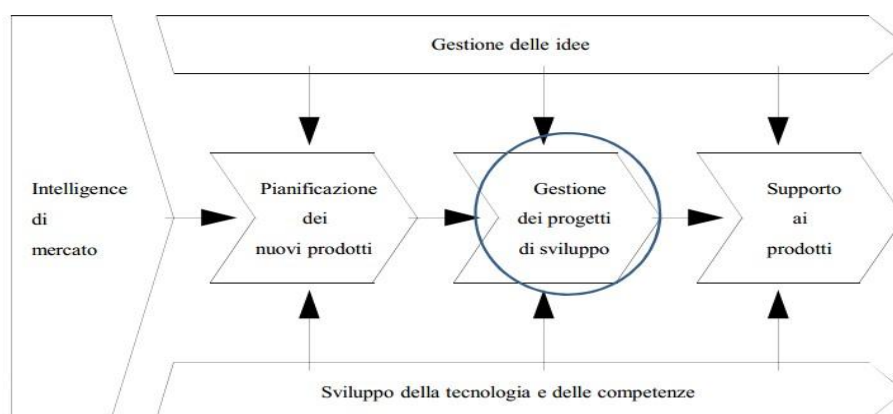 Gestione delle idee
Intelligence
di
mercato
Pianificazione
dei
nuovi prodotti
Gestione
dei progetti
di sviluppo
Supporto
ai
prodotti
Sviluppo della tecnologia e delle competenze